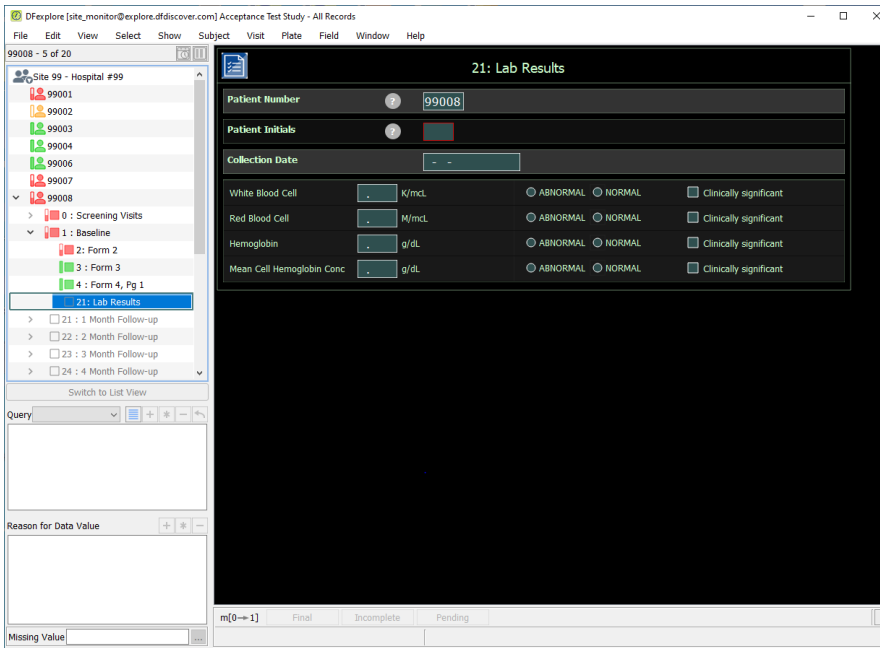 DFexplore [site_monitor@explore.dfdiscover.com] Acceptance Test Study - All Records
File Edit View Select Show Subject Visit Plate Field Window Help
99008 - 5 of 20
Site 99 - Hospital #99
99001
99002
99003
99004
99006
99007
99008
0 : Screening Visits
1 : Baseline
2: Form 2
3 : Form 3
4 : Form 4, Pg 1
21: Lab Results
21 : 1 Month Follow-up
22 : 2 Month Follow-up
23 : 3 Month Follow-up
24 : 4 Month Follow-up
Switch to List View
Query
Reason for Data Value
Missing Value ...
21: Lab Results
Patient Number ? 99008
Patient Initials ?
Collection Date - -
White Blood Cell . K/mcL ABNORMAL NORMAL Clinically significant
Red Blood Cell . M/mcL ABNORMAL NORMAL Clinically significant
Hemoglobin . g/dL ABNORMAL NORMAL Clinically significant
Mean Cell Hemoglobin Conc . g/dL ABNORMAL NORMAL Clinically significant
m[0→1] Final Incomplete Pending